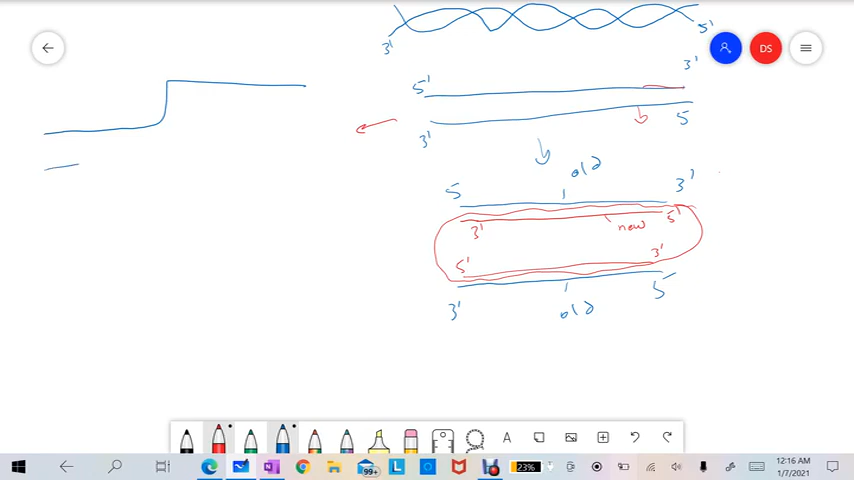 3' 5'
DS
3'
5'
5
3'
old
5 3'
3' new 5'
5' 3'
3' old 5
A
99+ L 23% 12:16 AM
1/7/2021